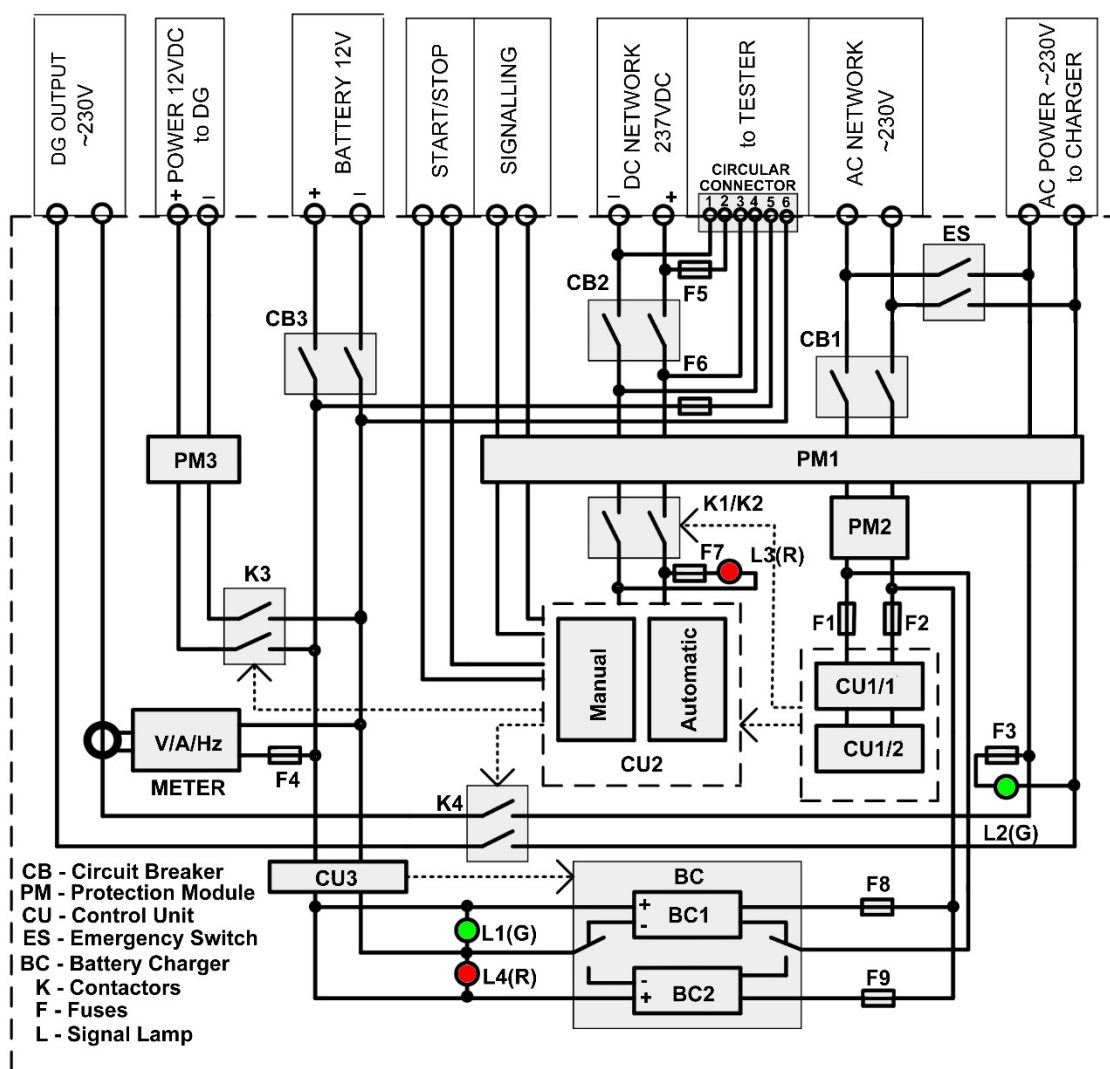 DG OUTPUT
~230V
+ POWER 12VDC –
to DG
BATTERY 12V
+ –
START/STOP
SIGNALLING
DC NETWORK
237VDC
– +
to TESTER
CIRCULAR
CONNECTOR
1 2 3 4 5 6
AC NETWORK
~230V
AC POWER ~230V
to CHARGER
ES
F5
CB2
CB3
CB1
F6
PM3
PM1
K1/K2
PM2
F7
L3(R)
K3
F1
F2
Manual
Automatic
CU1/1
CU1/2
V/A/Hz
METER
F4
CU2
F3
K4
L2(G)
CU3
BC
F8
+
-
BC1
L1(G)
L4(R)
-
+
BC2
F9
CB - Circuit Breaker
PM - Protection Module
CU - Control Unit
ES - Emergency Switch
BC - Battery Charger
K - Contactors
F - Fuses
L - Signal Lamp